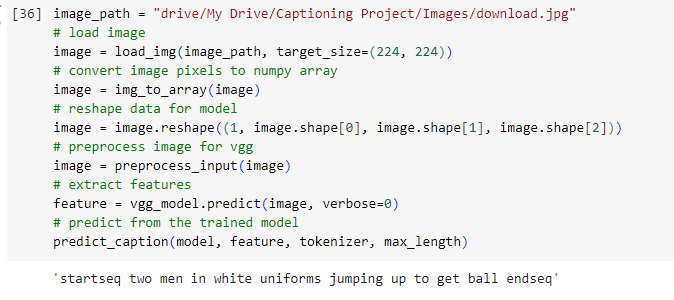 [36] image_path = "drive/My Drive/Captioning Project/Images/download.jpg"
# load image
image = load_img(image_path, target_size=(224, 224))
# convert image pixels to numpy array
image = img_to_array(image)
# reshape data for model
image = image.reshape((1, image.shape[0], image.shape[1], image.shape[2]))
# preprocess image for vgg
image = preprocess_input(image)
# extract features
feature = vgg_model.predict(image, verbose=0)
# predict from the trained model
predict_caption(model, feature, tokenizer, max_length)
'startseq two men in white uniforms jumping up to get ball endseq'